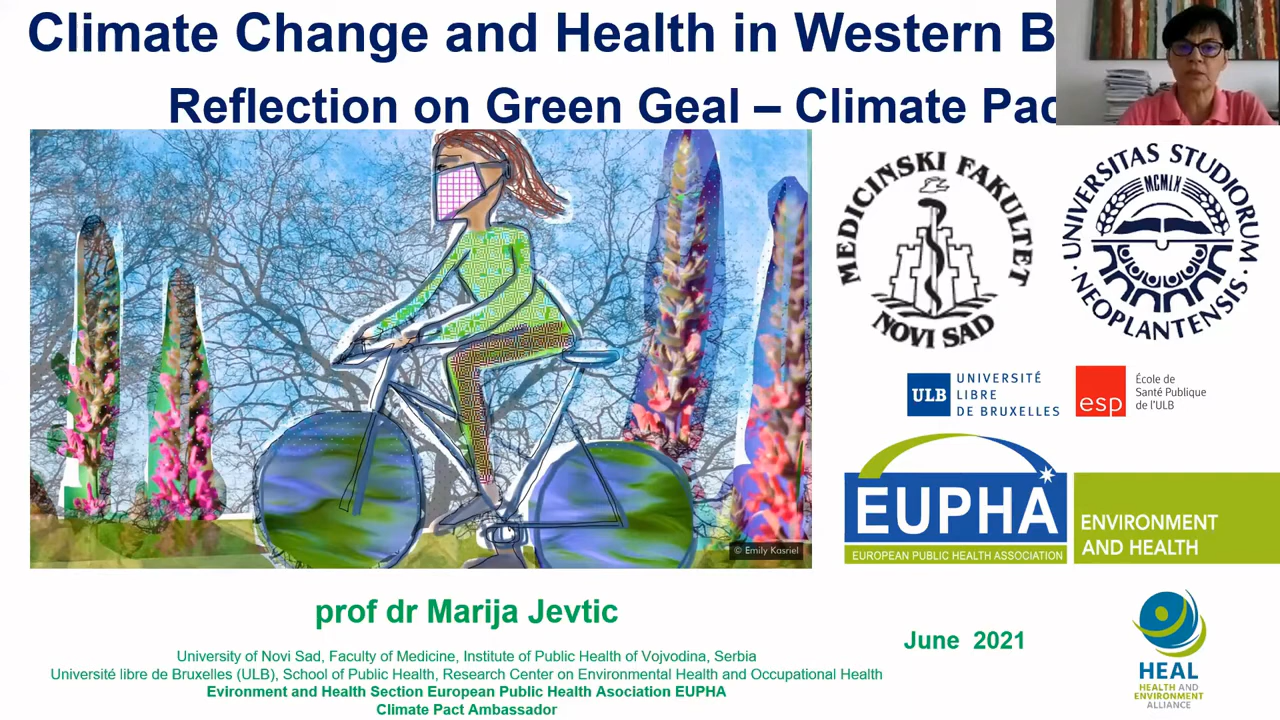 Climate Change and Health in Western B
Reflection on Green Geal – Climate Pac
MEDICINSKI FAKULTET
NOVI SAD
UNIVERSITAS STUDIORUM
MCMLX
NEOPLANTENSIS
ULB UNIVERSITÉ
LIBRE
DE BRUXELLES
esp École de
Santé Publique
de l'ULB
EUPHA
EUROPEAN PUBLIC HEALTH ASSOCIATION
ENVIRONMENT
AND HEALTH
© Emily Kasriel
prof dr Marija Jevtic
June 2021
University of Novi Sad, Faculty of Medicine, Institute of Public Health of Vojvodina, Serbia
Université libre de Bruxelles (ULB), School of Public Health, Research Center on Environmental Health and Occupational Health
Evironment and Health Section European Public Health Asociation EUPHA
Climate Pact Ambassador
HEAL
HEALTH AND
ENVIRONMENT
ALLIANCE